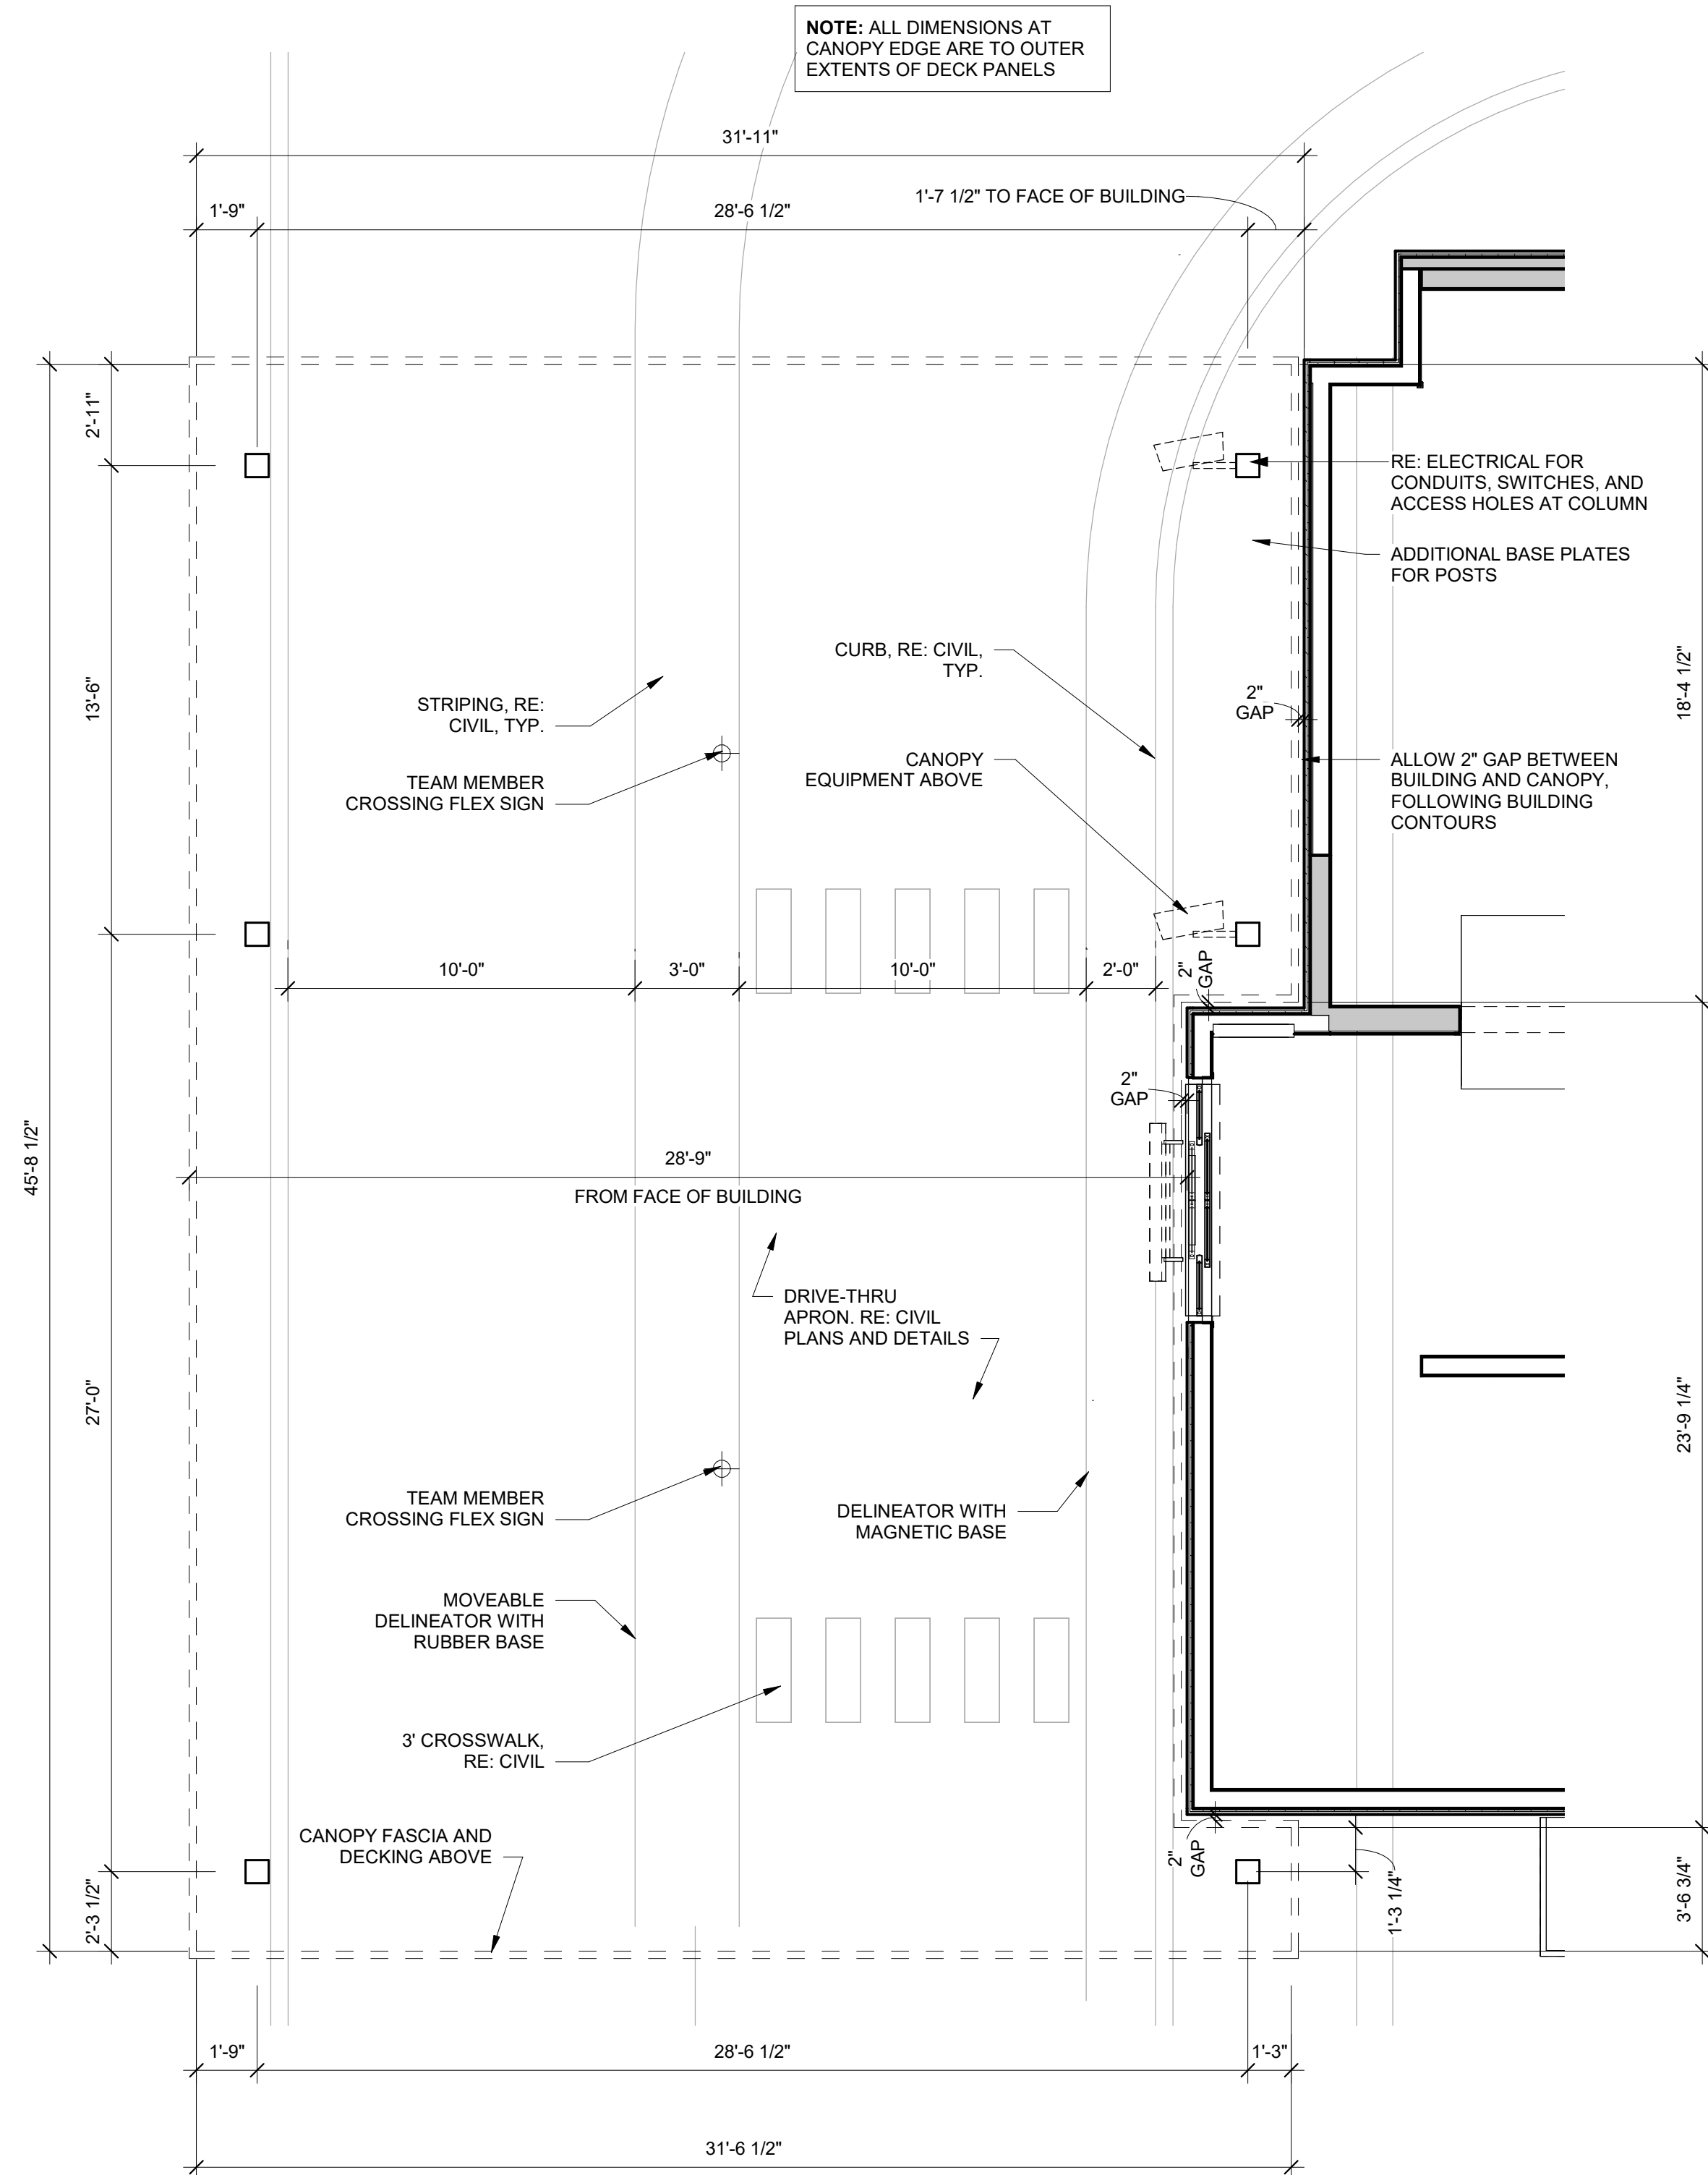 NOTE: ALL DIMENSIONS AT
CANOPY EDGE ARE TO OUTER
EXTENTS OF DECK PANELS
31'-11"
1'-7 1/2" TO FACE OF BUILDING
1'-9"
28'-6 1/2"
2'-11"
RE: ELECTRICAL FOR
CONDUITS, SWITCHES, AND
ACCESS HOLES AT COLUMN
ADDITIONAL BASE PLATES
FOR POSTS
CURB, RE: CIVIL,
TYP.
18'-4 1/2"
13'-6"
STRIPING, RE:
CIVIL, TYP.
2"
GAP
TEAM MEMBER
CROSSING FLEX SIGN
CANOPY
EQUIPMENT ABOVE
ALLOW 2" GAP BETWEEN
BUILDING AND CANOPY,
FOLLOWING BUILDING
CONTOURS
10'-0"
3'-0"
10'-0"
2'-0"
2"
GAP
2"
GAP
45'-8 1/2"
28'-9"
FROM FACE OF BUILDING
DRIVE-THRU
APRON. RE: CIVIL
PLANS AND DETAILS
27'-0"
23'-9 1/4"
TEAM MEMBER
CROSSING FLEX SIGN
DELINEATOR WITH
MAGNETIC BASE
MOVEABLE
DELINEATOR WITH
RUBBER BASE
3' CROSSWALK,
RE: CIVIL
CANOPY FASCIA AND
DECKING ABOVE
2"
GAP
2'-3 1/2"
1'-3 1/4"
3'-6 3/4"
1'-9"
28'-6 1/2"
1'-3"
31'-6 1/2"